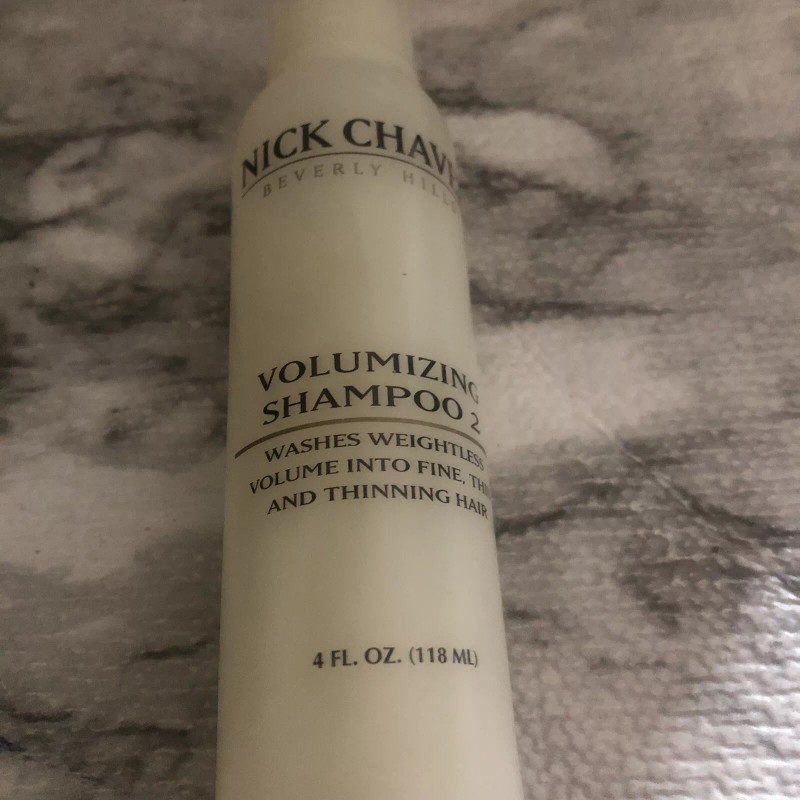 NICK CHAV
BEVERLY HILLS
VOLUMIZING
SHAMPOO 2
WASHES WEIGHTLESS
VOLUME INTO FINE, THI
AND THINNING HAIR
4 FL. OZ. (118 ML)